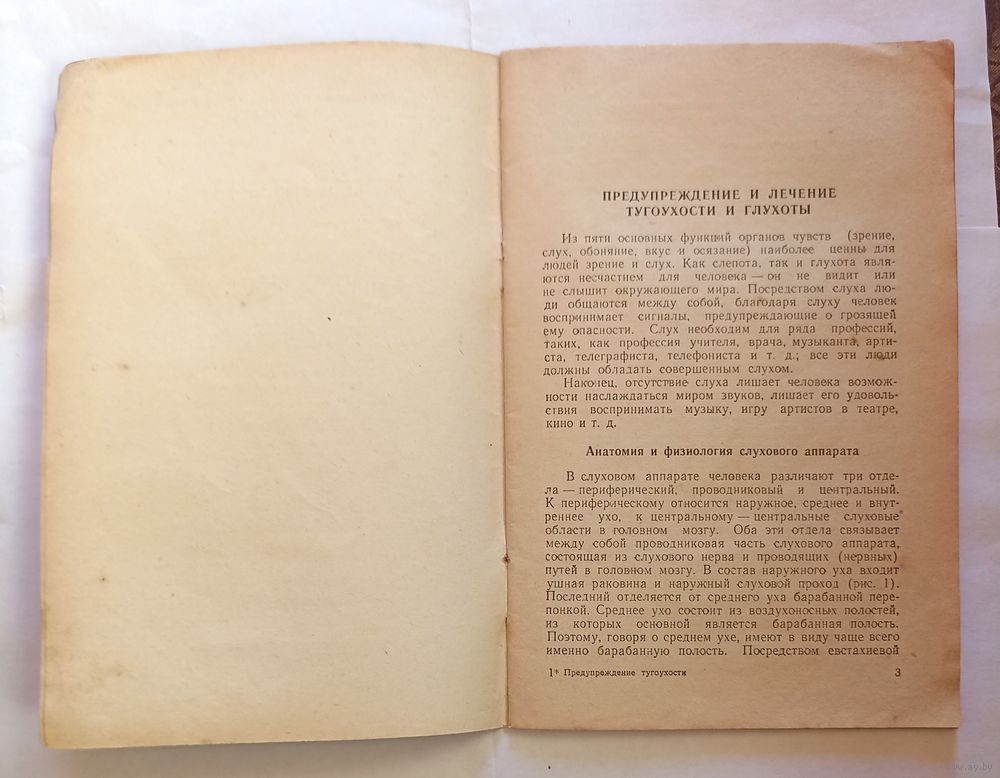 ПРЕДУПРЕЖДЕНИЕ И ЛЕЧЕНИЕ
ТУГОУХОСТИ И ГЛУХОТЫ
Из пяти основных функций органов чувств (зрение,
слух, обоняние, вкус и осязание) наиболее ценны для
людей зрение и слух. Как слепота, так и глухота явля-
ются несчастием для человека — он не видит или
не слышит окружающего мира. Посредством слуха лю-
ди общаются между собой, благодаря слуху человек
воспринимает сигналы, предупреждающие о грозящей
ему опасности. Слух необходим для ряда профессий,
таких, как профессия учителя, врача, музыканта, арти-
ста, телеграфиста, телефониста и т. д.; все эти люди
должны обладать совершенным слухом.
Наконец, отсутствие слуха лишает человека возмож-
ности наслаждаться миром звуков, лишает его удоволь-
ствия воспринимать музыку, игру артистов в театре,
кино и т. д.
Анатомия и физиология слухового аппарата
В слуховом аппарате человека различают три отде-
ла — периферический, проводниковый и центральный.
К периферическому относится наружное, среднее и внут-
реннее ухо, к центральному — центральные слуховые
области в головном мозгу. Оба эти отдела связывает
между собой проводниковая часть слухового аппарата,
состоящая из слухового нерва и проводящих (нервных)
путей в головном мозгу. В состав наружного уха входит
ушная раковина и наружный слуховой проход (рис. 1).
Последний отделяется от среднего уха барабанной пере-
понкой. Среднее ухо состоит из воздухоносных полостей,
из которых основной является барабанная полость.
Поэтому, говоря о среднем ухе, имеют в виду чаще всего
именно барабанную полость. Посредством евстахиевой
1* Предупреждение тугоухости 3
www.ay.by